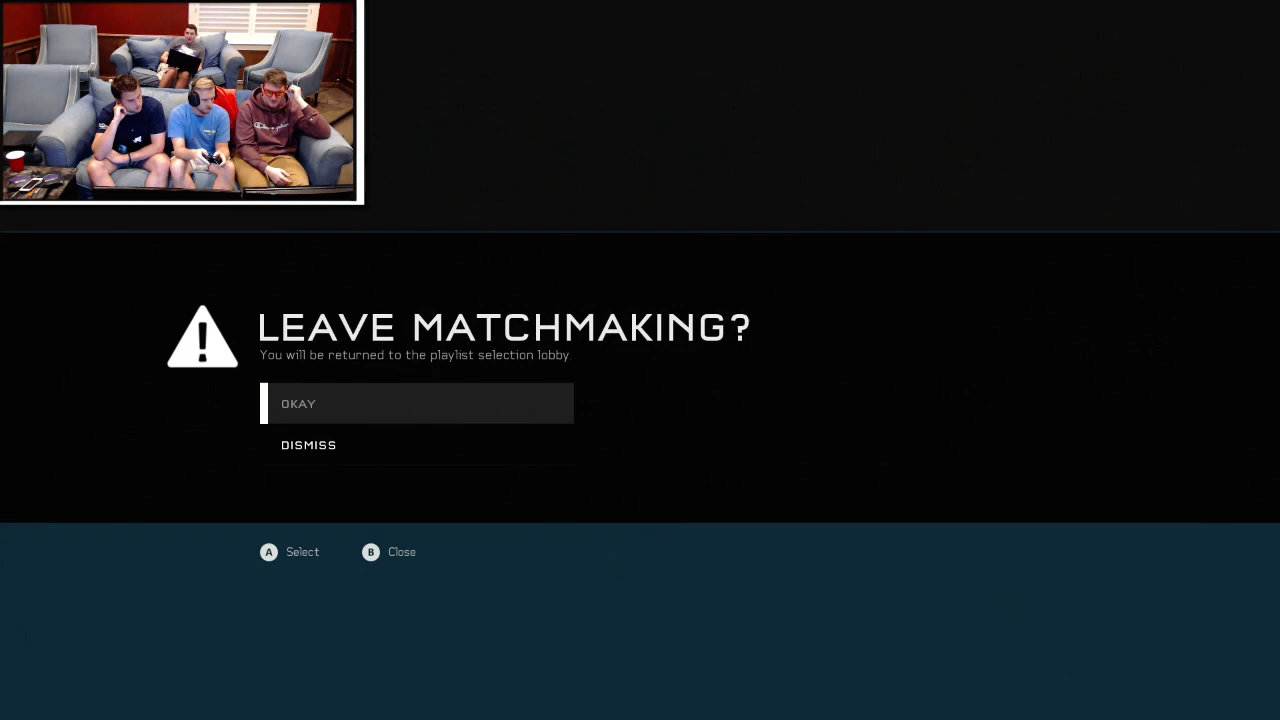 LEAVE MATCHMAKING?
You will be returned to the playlist selection lobby.
OKAY
DISMISS
A Select B Close